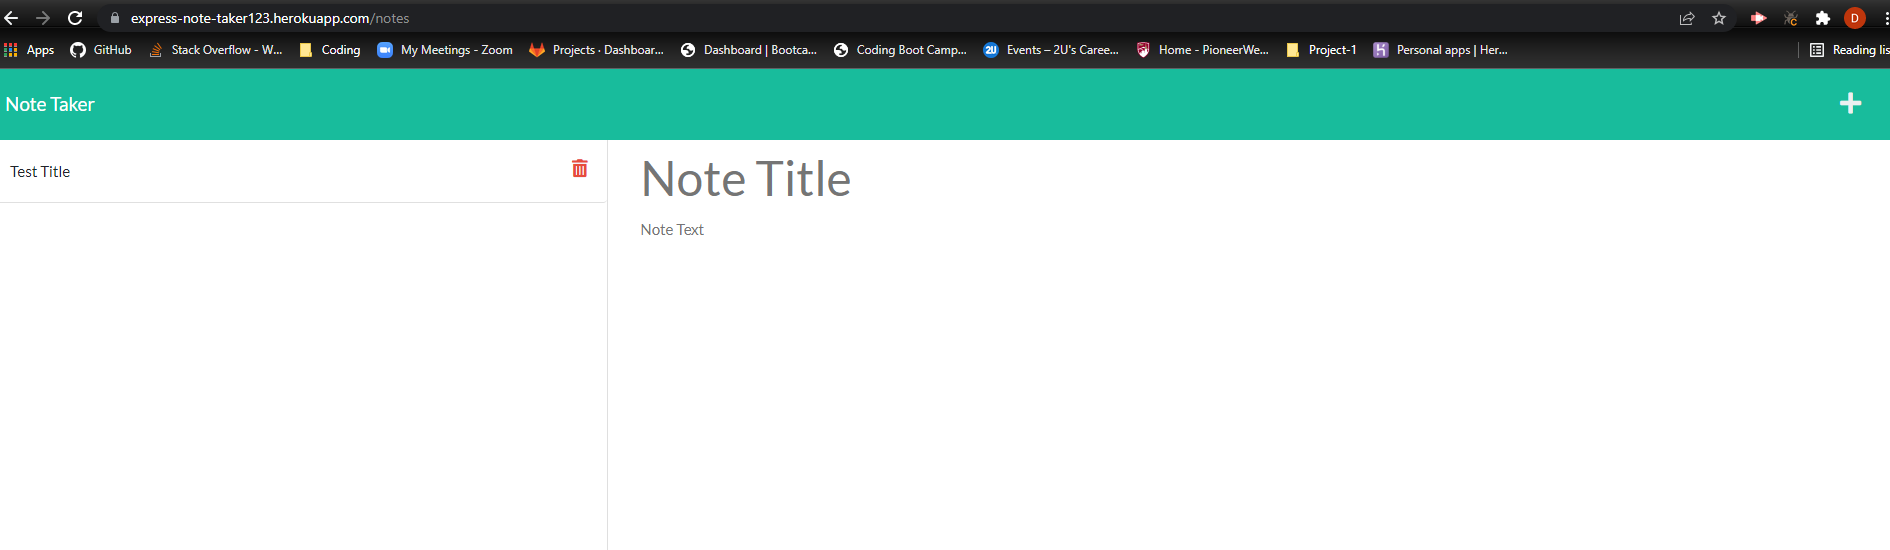 express-note-taker123.herokuapp.com/notes
D
Apps GitHub Stack Overflow - W... Coding My Meetings - Zoom Projects · Dashboar... Dashboard | Bootca... Coding Boot Camp... 2U Events – 2U's Caree... Home - PioneerWe... Project-1 Personal apps | Her... Reading lis
Note Taker
Test Title
Note Title
Note Text